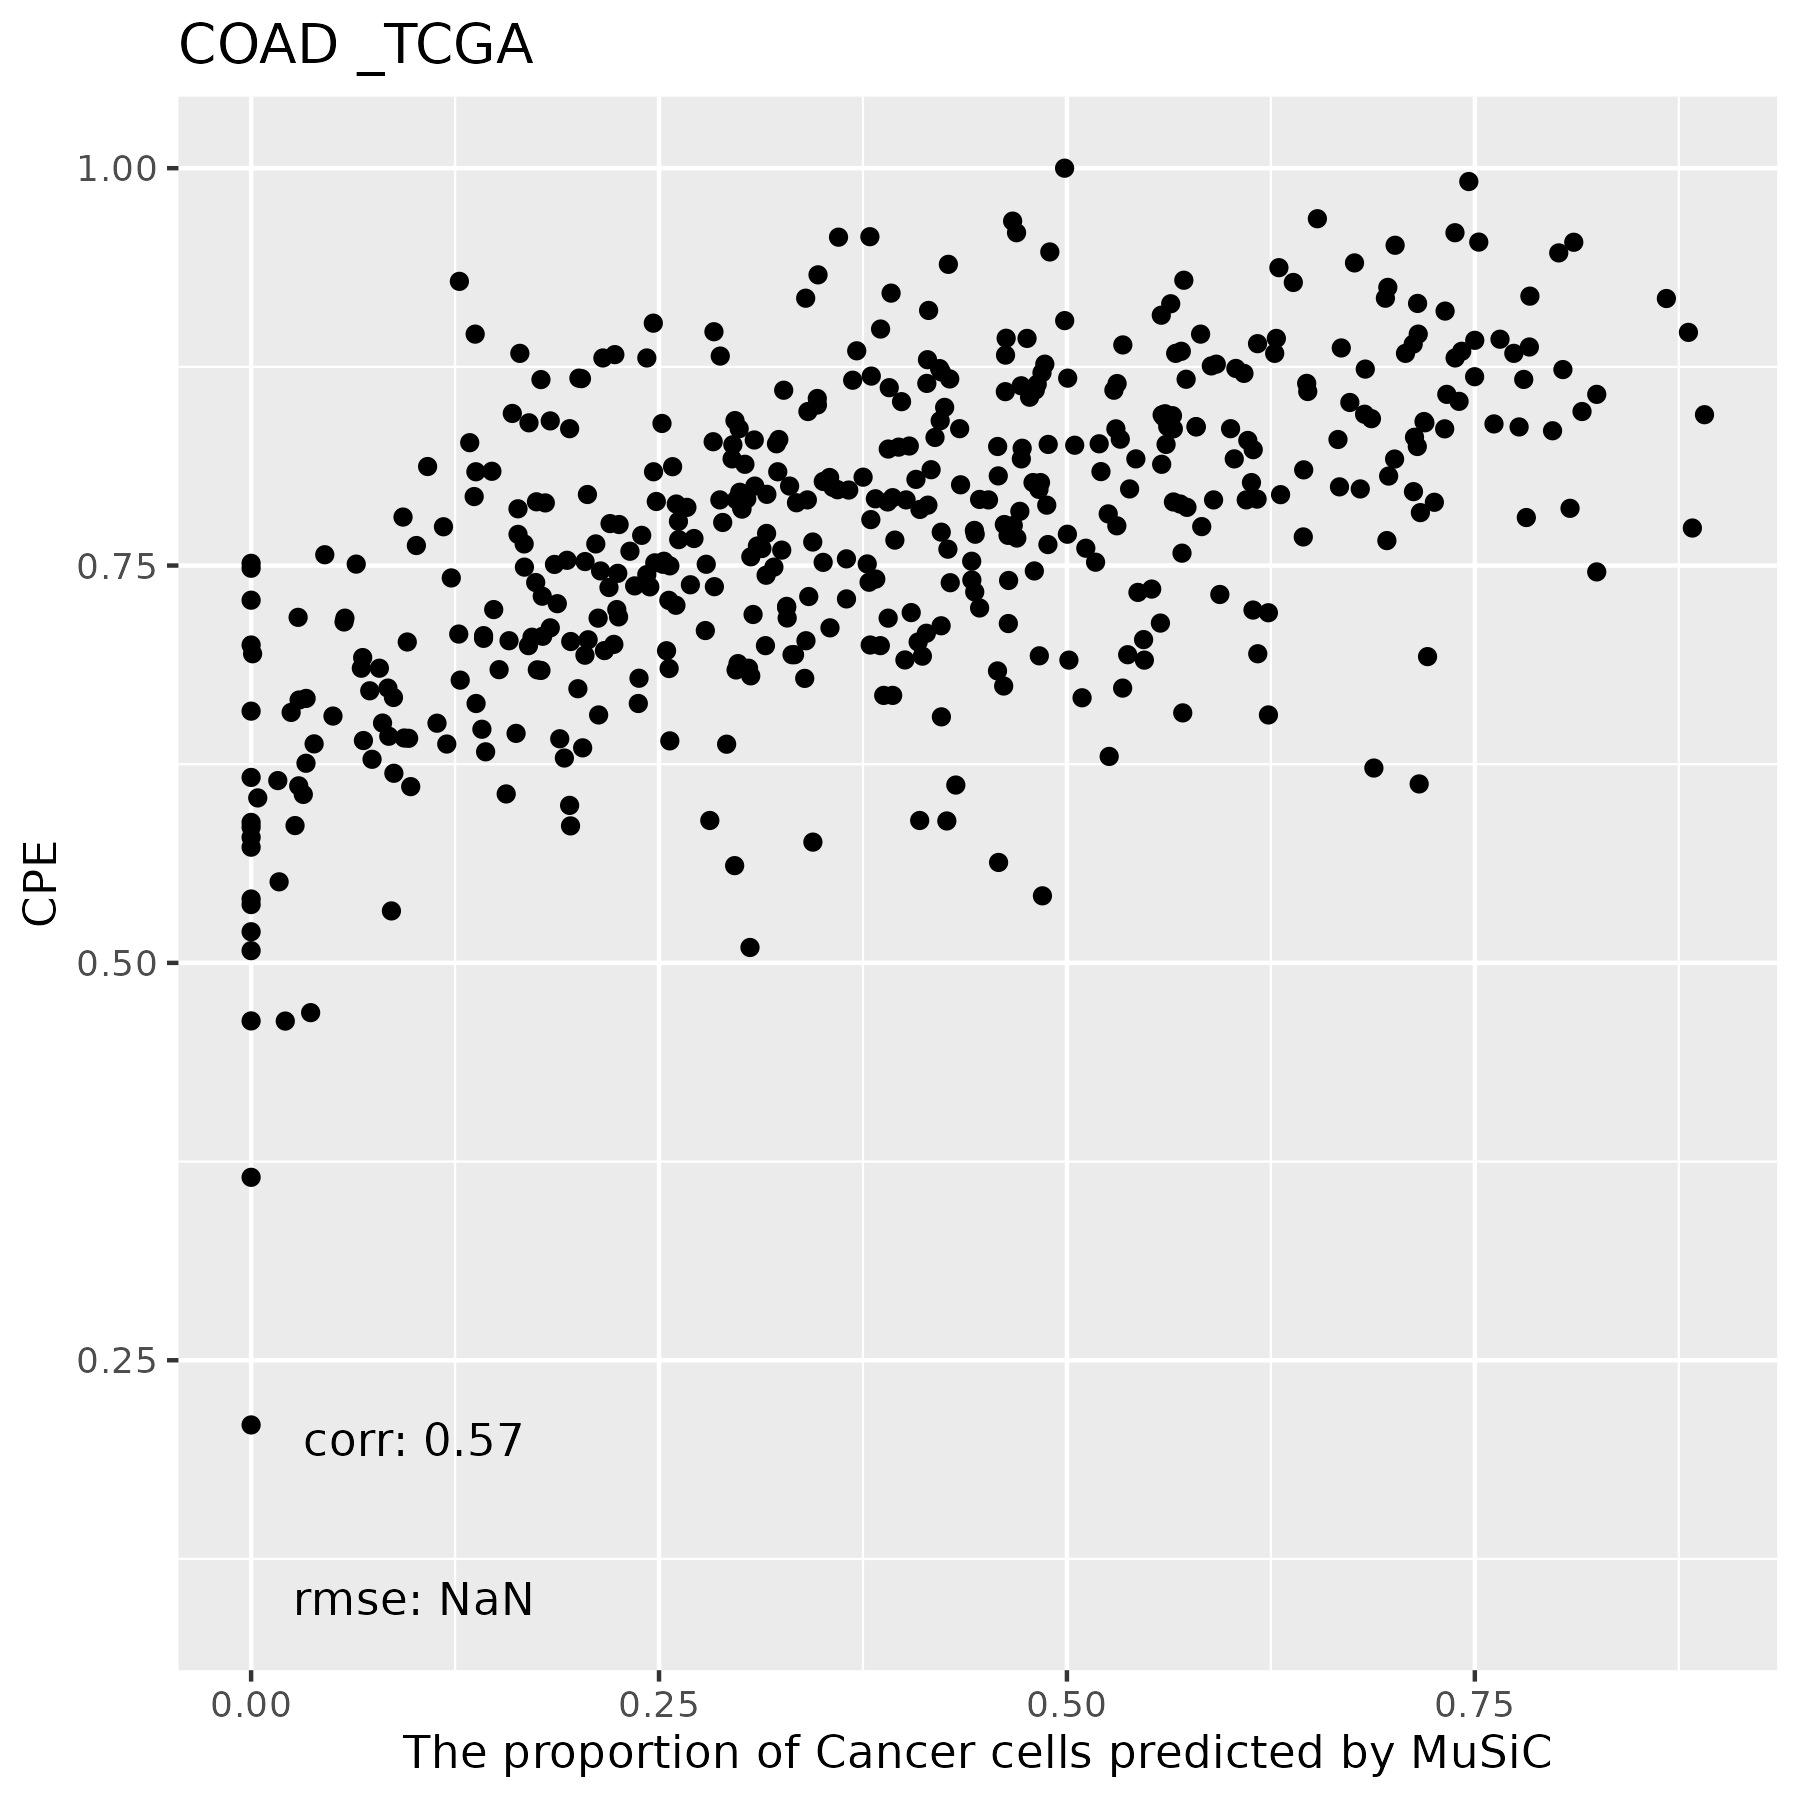 COAD _TCGA
1.00
0.75
0.50
0.25
CPE
corr: 0.57
rmse: NaN
0.00 0.25 0.50 0.75
The proportion of Cancer cells predicted by MuSiC